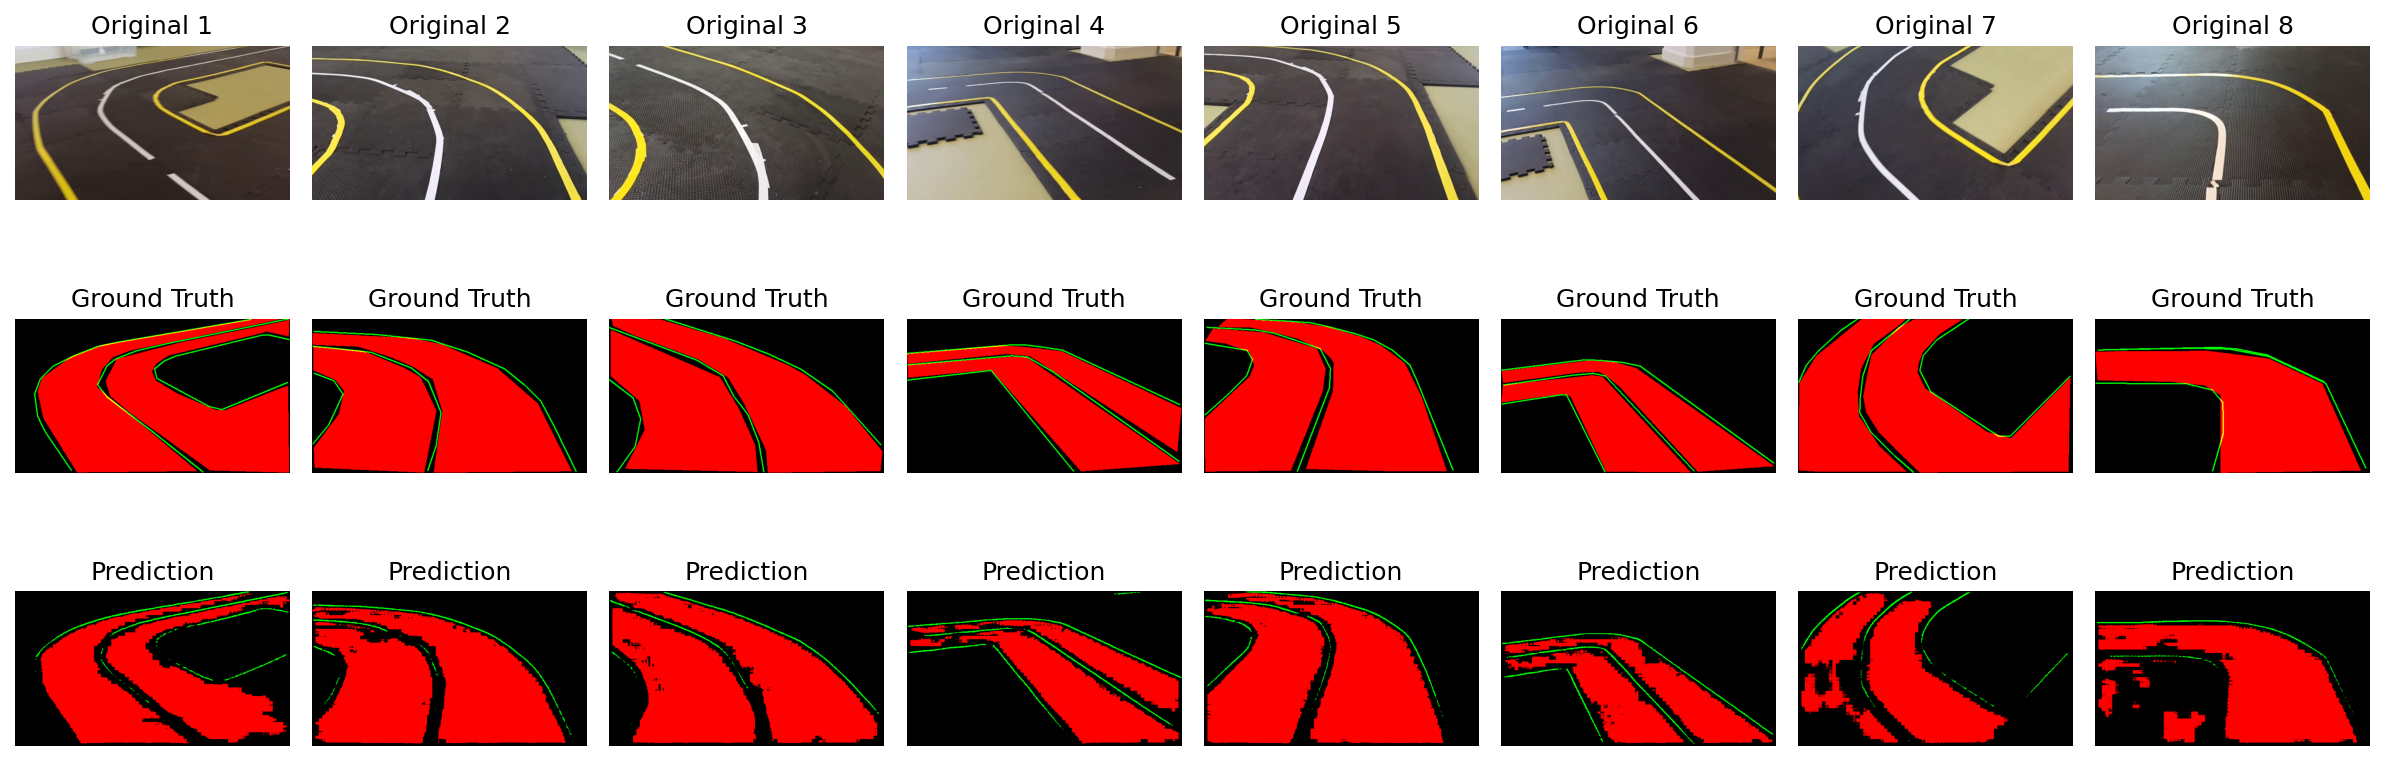 Original 1
Original 2
Original 3
Original 4
Original 5
Original 6
Original 7
Original 8
Ground Truth
Ground Truth
Ground Truth
Ground Truth
Ground Truth
Ground Truth
Ground Truth
Ground Truth
Prediction
Prediction
Prediction
Prediction
Prediction
Prediction
Prediction
Prediction